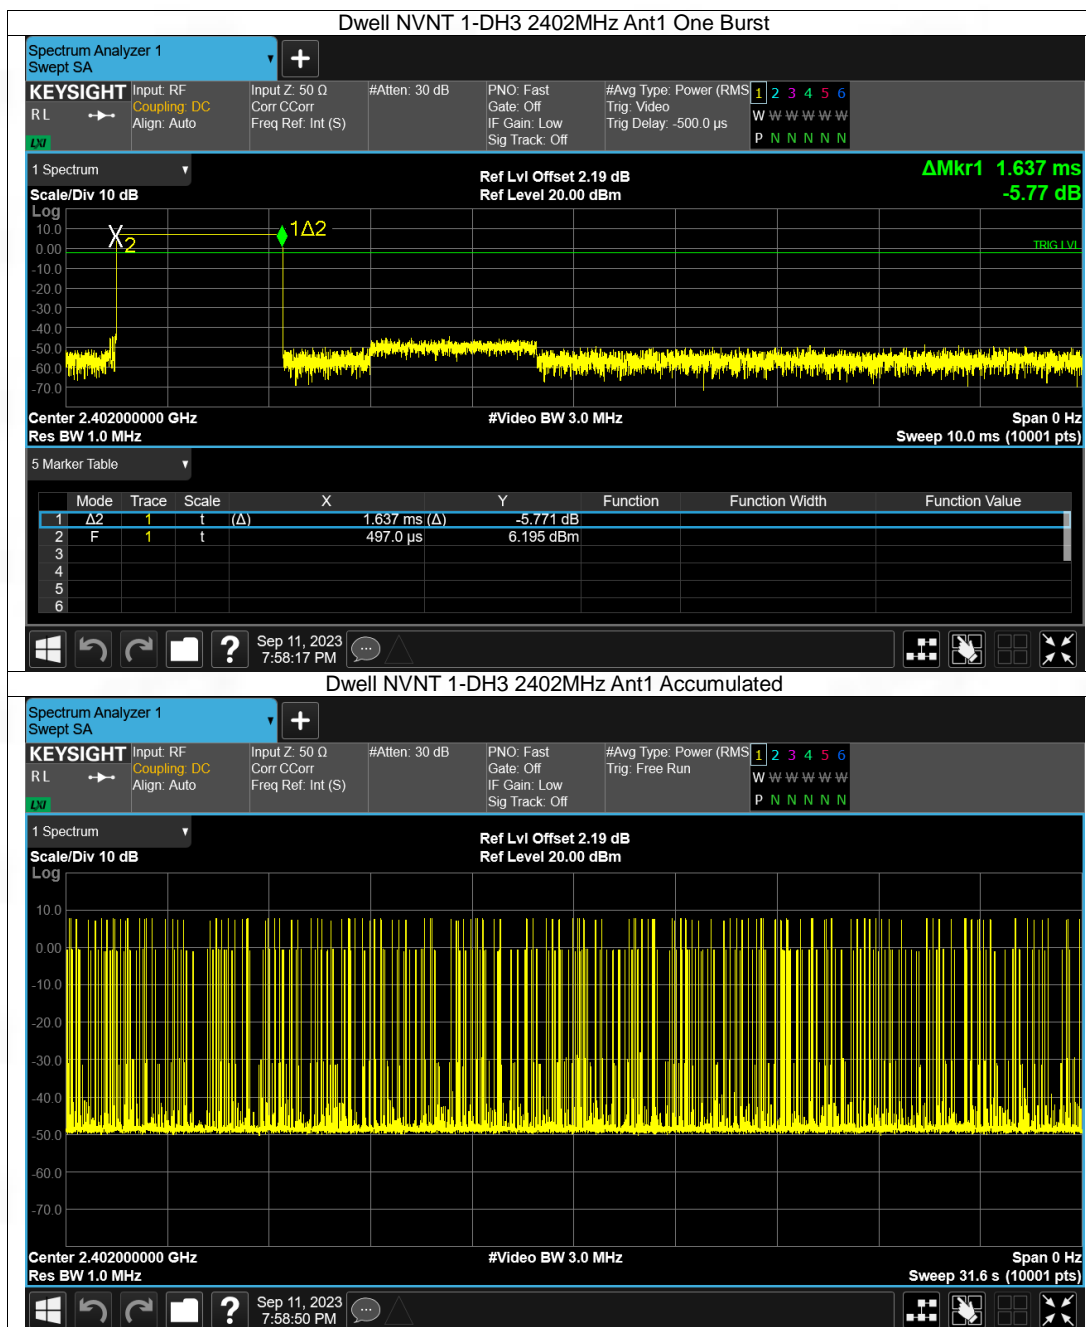 Dwell NVNT 1-DH3 2402MHz Ant1 One Burst
Spectrum Analyzer 1
Swept SA
KEYSIGHT
RL
LXI
Input: RF
Coupling: DC
Align: Auto
Input Z: 50 Ω
Corr CCorr
Freq Ref: Int (S)
#Atten: 30 dB
PNO: Fast
Gate: Off
IF Gain: Low
Sig Track: Off
#Avg Type: Power (RMS
Trig: Video
Trig Delay: -500.0 µs
1 2 3 4 5 6
W W W W W W
P N N N N N
1 Spectrum
Scale/Div 10 dB
Ref Lvl Offset 2.19 dB
Ref Level 20.00 dBm
ΔMkr1 1.637 ms
-5.77 dB
Log
10.0
0.00
-10.0
-20.0
-30.0
-40.0
-50.0
-60.0
-70.0
X2
1Δ2
TRIG LVL
Center 2.402000000 GHz
#Video BW 3.0 MHz
Span 0 Hz
Res BW 1.0 MHz
Sweep 10.0 ms (10001 pts)
5 Marker Table
Mode Trace Scale X Y Function Function Width Function Value
1 Δ2 1 t (Δ) 1.637 ms (Δ) -5.771 dB
2 F 1 t 497.0 µs 6.195 dBm
3
4
5
6
?
Sep 11, 2023
7:58:17 PM
Dwell NVNT 1-DH3 2402MHz Ant1 Accumulated
Spectrum Analyzer 1
Swept SA
KEYSIGHT
RL
LXI
Input: RF
Coupling: DC
Align: Auto
Input Z: 50 Ω
Corr CCorr
Freq Ref: Int (S)
#Atten: 30 dB
PNO: Fast
Gate: Off
IF Gain: Low
Sig Track: Off
#Avg Type: Power (RMS
Trig: Free Run
1 2 3 4 5 6
W W W W W W
P N N N N N
1 Spectrum
Scale/Div 10 dB
Ref Lvl Offset 2.19 dB
Ref Level 20.00 dBm
Log
10.0
0.00
-10.0
-20.0
-30.0
-40.0
-50.0
-60.0
-70.0
Center 2.402000000 GHz
#Video BW 3.0 MHz
Span 0 Hz
Res BW 1.0 MHz
Sweep 31.6 s (10001 pts)
?
Sep 11, 2023
7:58:50 PM